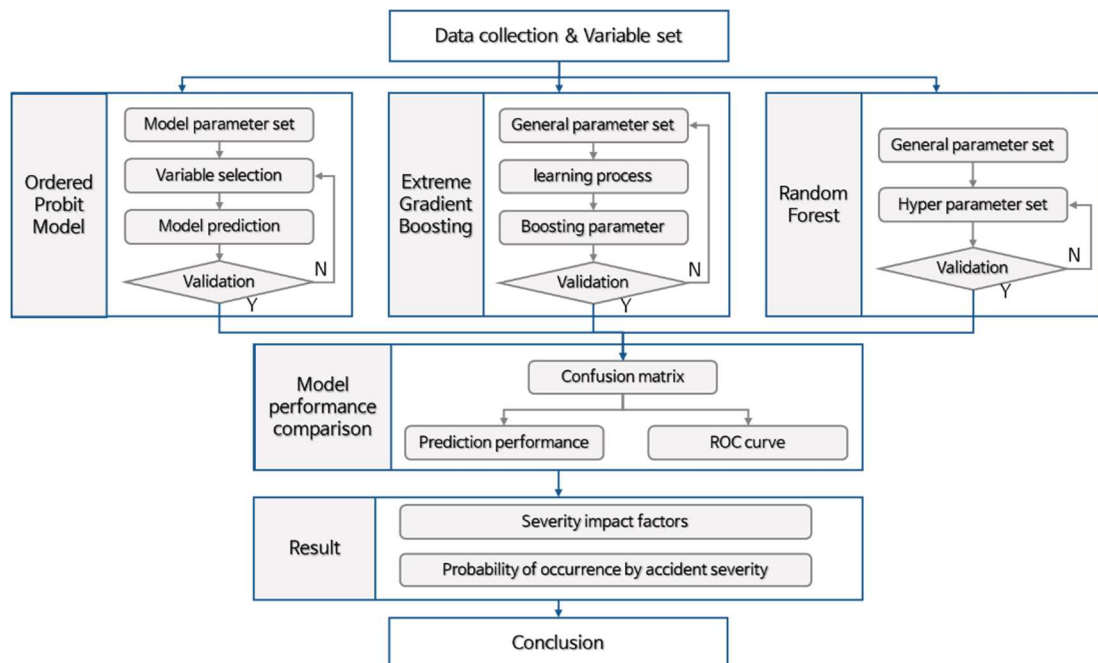 Data collection & Variable set
Ordered
Probit
Model
Model parameter set
Variable selection
Model prediction
Validation
N
Y
Extreme
Gradient
Boosting
General parameter set
learning process
Boosting parameter
Validation
N
Y
Random
Forest
General parameter set
Hyper parameter set
Validation
N
Y
Model
performance
comparison
Confusion matrix
Prediction performance
ROC curve
Result
Severity impact factors
Probability of occurrence by accident severity
Conclusion